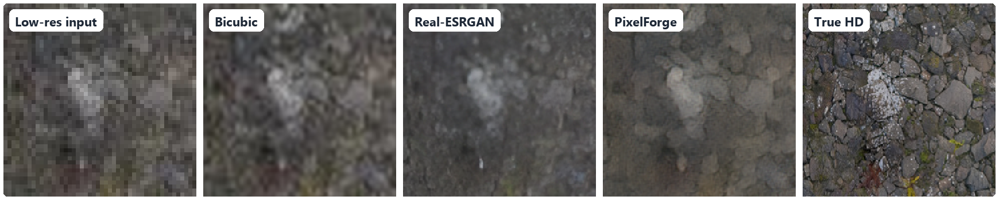 Low-res input
Bicubic
Real-ESRGAN
PixelForge
True HD